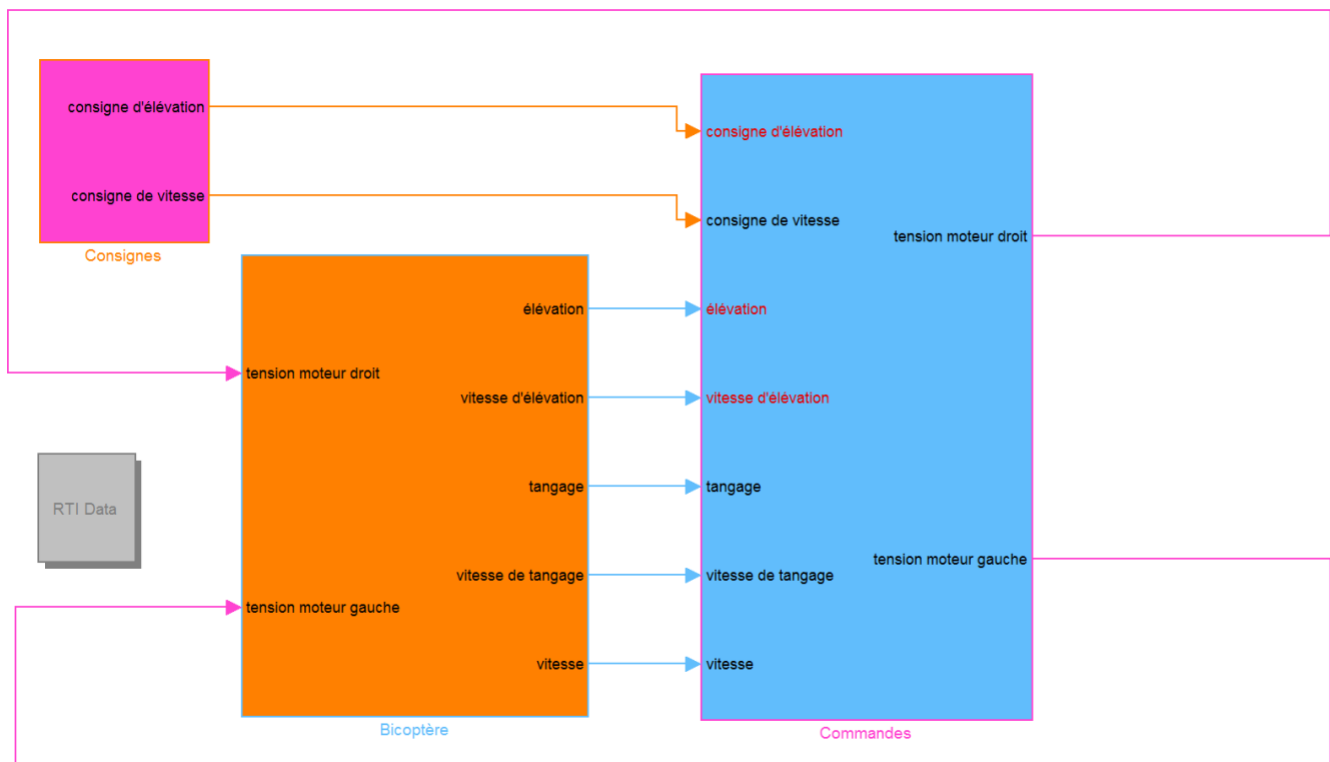 consigne d'élévation
consigne de vitesse
Consignes
consigne d'élévation
consigne de vitesse
élévation
vitesse d'élévation
tangage
vitesse de tangage
vitesse
tension moteur droit
tension moteur gauche
Commandes
tension moteur droit
tension moteur gauche
élévation
vitesse d'élévation
tangage
vitesse de tangage
vitesse
Bicoptère
RTI Data